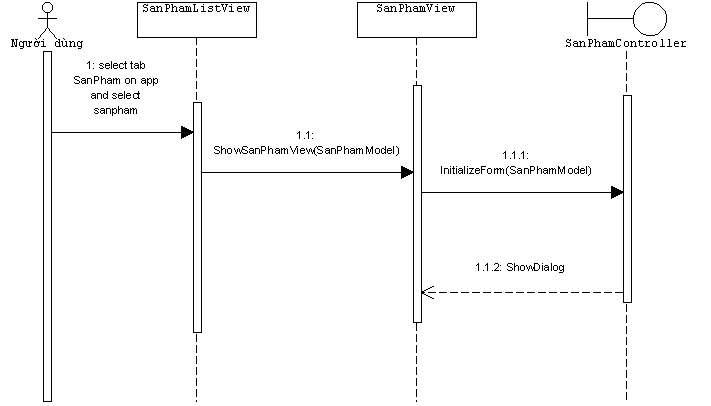 SanPhamListView
SanPhamView
Người dùng
SanPhamController
1: select tab
SanPham on app
and select
sanpham
1.1:
ShowSanPhamView(SanPhamModel)
1.1.1:
InitializeForm(SanPhamModel)
1.1.2: ShowDialog